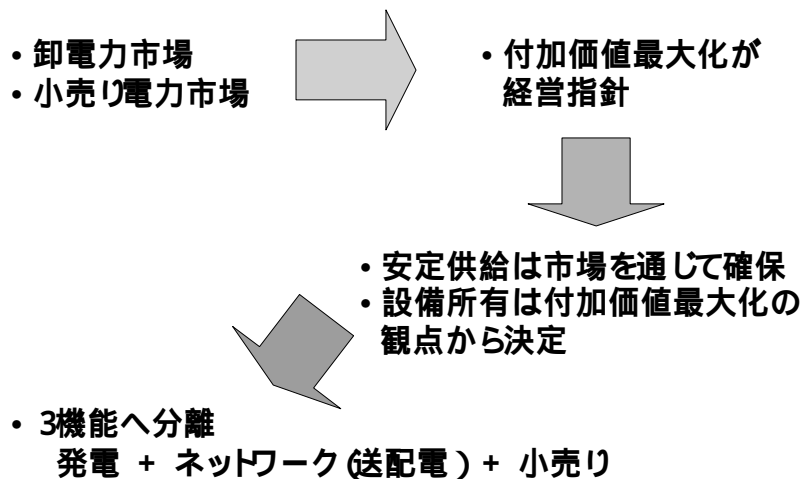 • 卸電力市場
• 小売り電力市場
• 付加価値最大化が
経営指針
• 安定供給は市場を通じて確保
• 設備所有は付加価値最大化の
観点から決定
• 3機能へ分離
発電 + ネットワーク(送配電) + 小売り